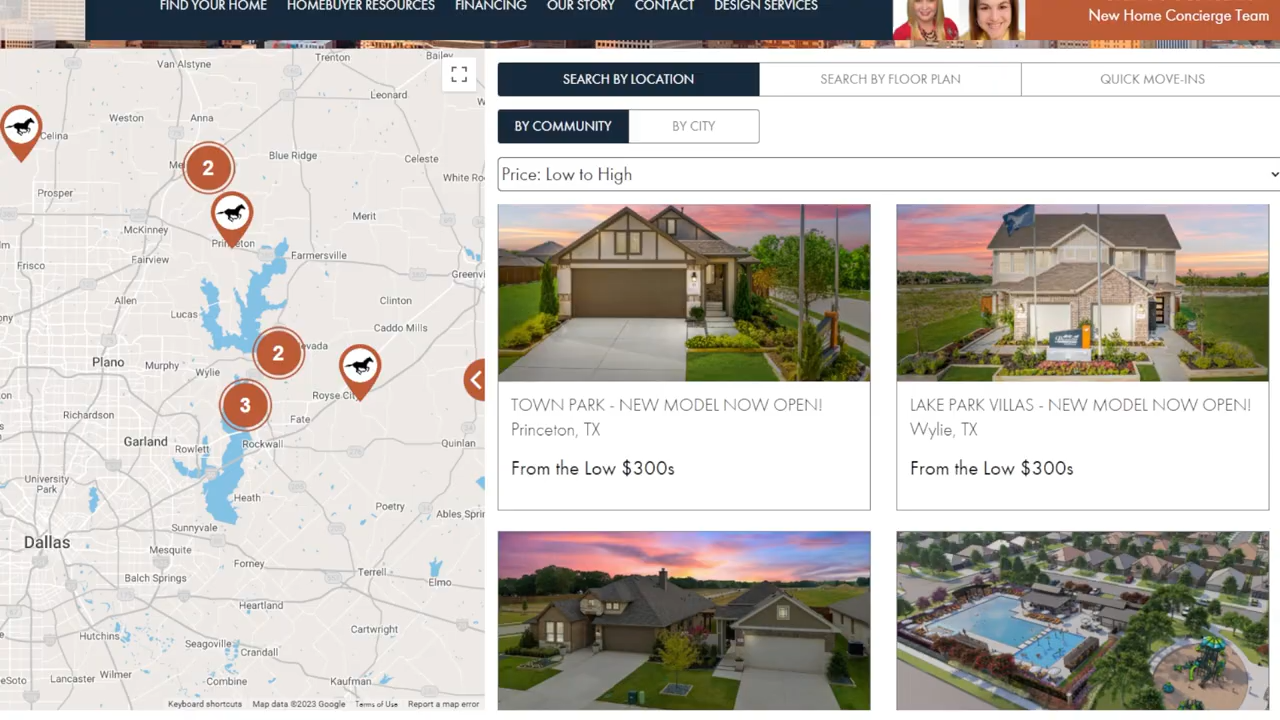 FIND YOUR HOME
HOMEBUYER RESOURCES
FINANCING
OUR STORY
CONTACT
DESIGN SERVICES
New Home Concierge Team
SEARCH BY LOCATION
SEARCH BY FLOOR PLAN
QUICK MOVE-INS
BY COMMUNITY
BY CITY
Price: Low to High
TOWN PARK - NEW MODEL NOW OPEN!
Princeton, TX
From the Low $300s
LAKE PARK VILLAS - NEW MODEL NOW OPEN!
Wylie, TX
From the Low $300s
Van Alstyne
Trenton
Bailey
Leonard
Weston
Anna
Celina
Blue Ridge
Celeste
2
White Ro
Prosper
Merit
McKinney
Princeton
Fairview
Farmersville
Frisco
Greenvi
Allen
Clinton
Lucas
Caddo Mills
2
vada
Plano
Murphy
Wylie
Royse Cit
3
Richardson
Fate
Garland
Rowlett
Rockwall
Quinlan
University
Park
Heath
Poetry
Ables Sprin
Sunnyvale
Dallas
Mesquite
Balch Springs
Forney
Terrell
Elmo
Heartland
Hutchins
Cartwright
Seagoville
Crandall
DeSoto
Lancaster
Wilmer
Combine
Kaufman
Keyboard shortcuts
Map data ©2023 Google
Terms of Use
Report a map error